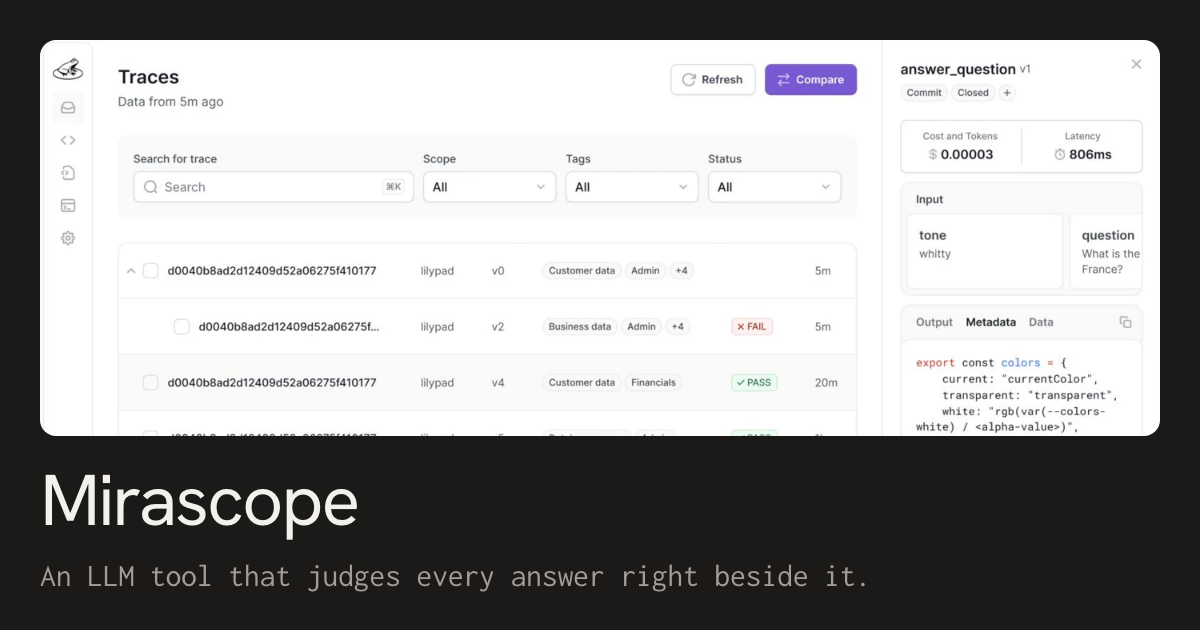 Traces
Data from 5m ago
Refresh
Compare
Search for trace
Scope
Tags
Status
Search
⌘K
All
All
All
d0040b8ad2d12409d52a06275f410177 lilypad v0 Customer data Admin +4 5m
d0040b8ad2d12409d52a06275f... lilypad v2 Business data Admin +4 FAIL 5m
d0040b8ad2d12409d52a06275f410177 lilypad v4 Customer data Financials PASS 20m
answer_question v1
Commit Closed +
Cost and Tokens
$ 0.00003
Latency
806ms
Input
tone
whitty
question
What is the
France?
Output Metadata Data
export const colors = {
current: "currentColor",
transparent: "transparent",
white: "rgb(var(--colors-
white) / <alpha-value>)",
Mirascope
An LLM tool that judges every answer right beside it.